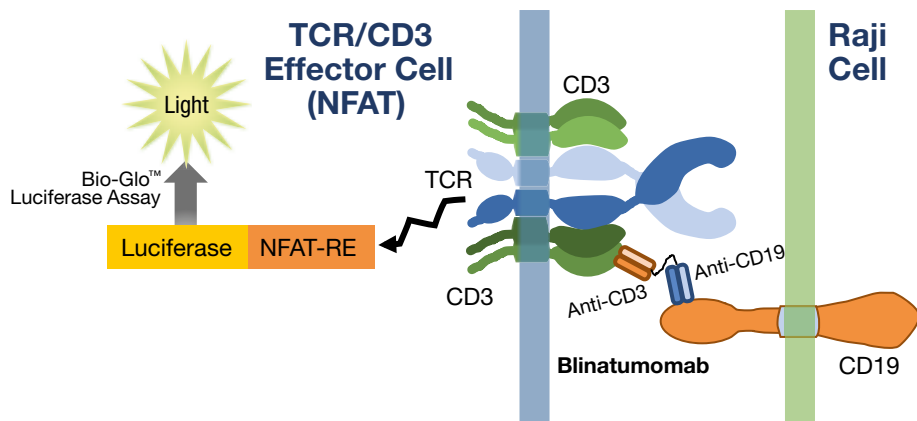 TCR/CD3
Effector Cell
(NFAT)
Raji
Cell
Light
CD3
Bio-Glo™
Luciferase Assay
TCR
Luciferase
NFAT-RE
CD3
Anti-CD3
Anti-CD19
Blinatumomab
CD19